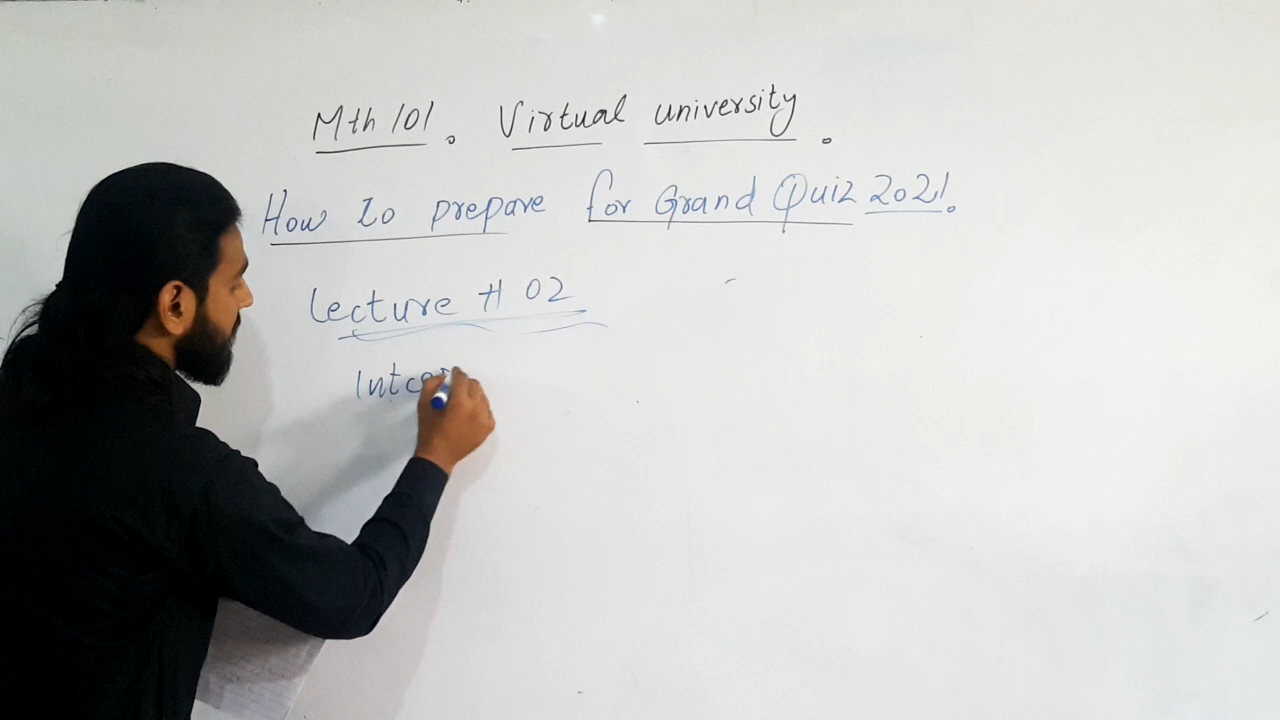 Mth 101. Virtual university.
How to prepare for Grand Quiz 2021.
Lecture # 02